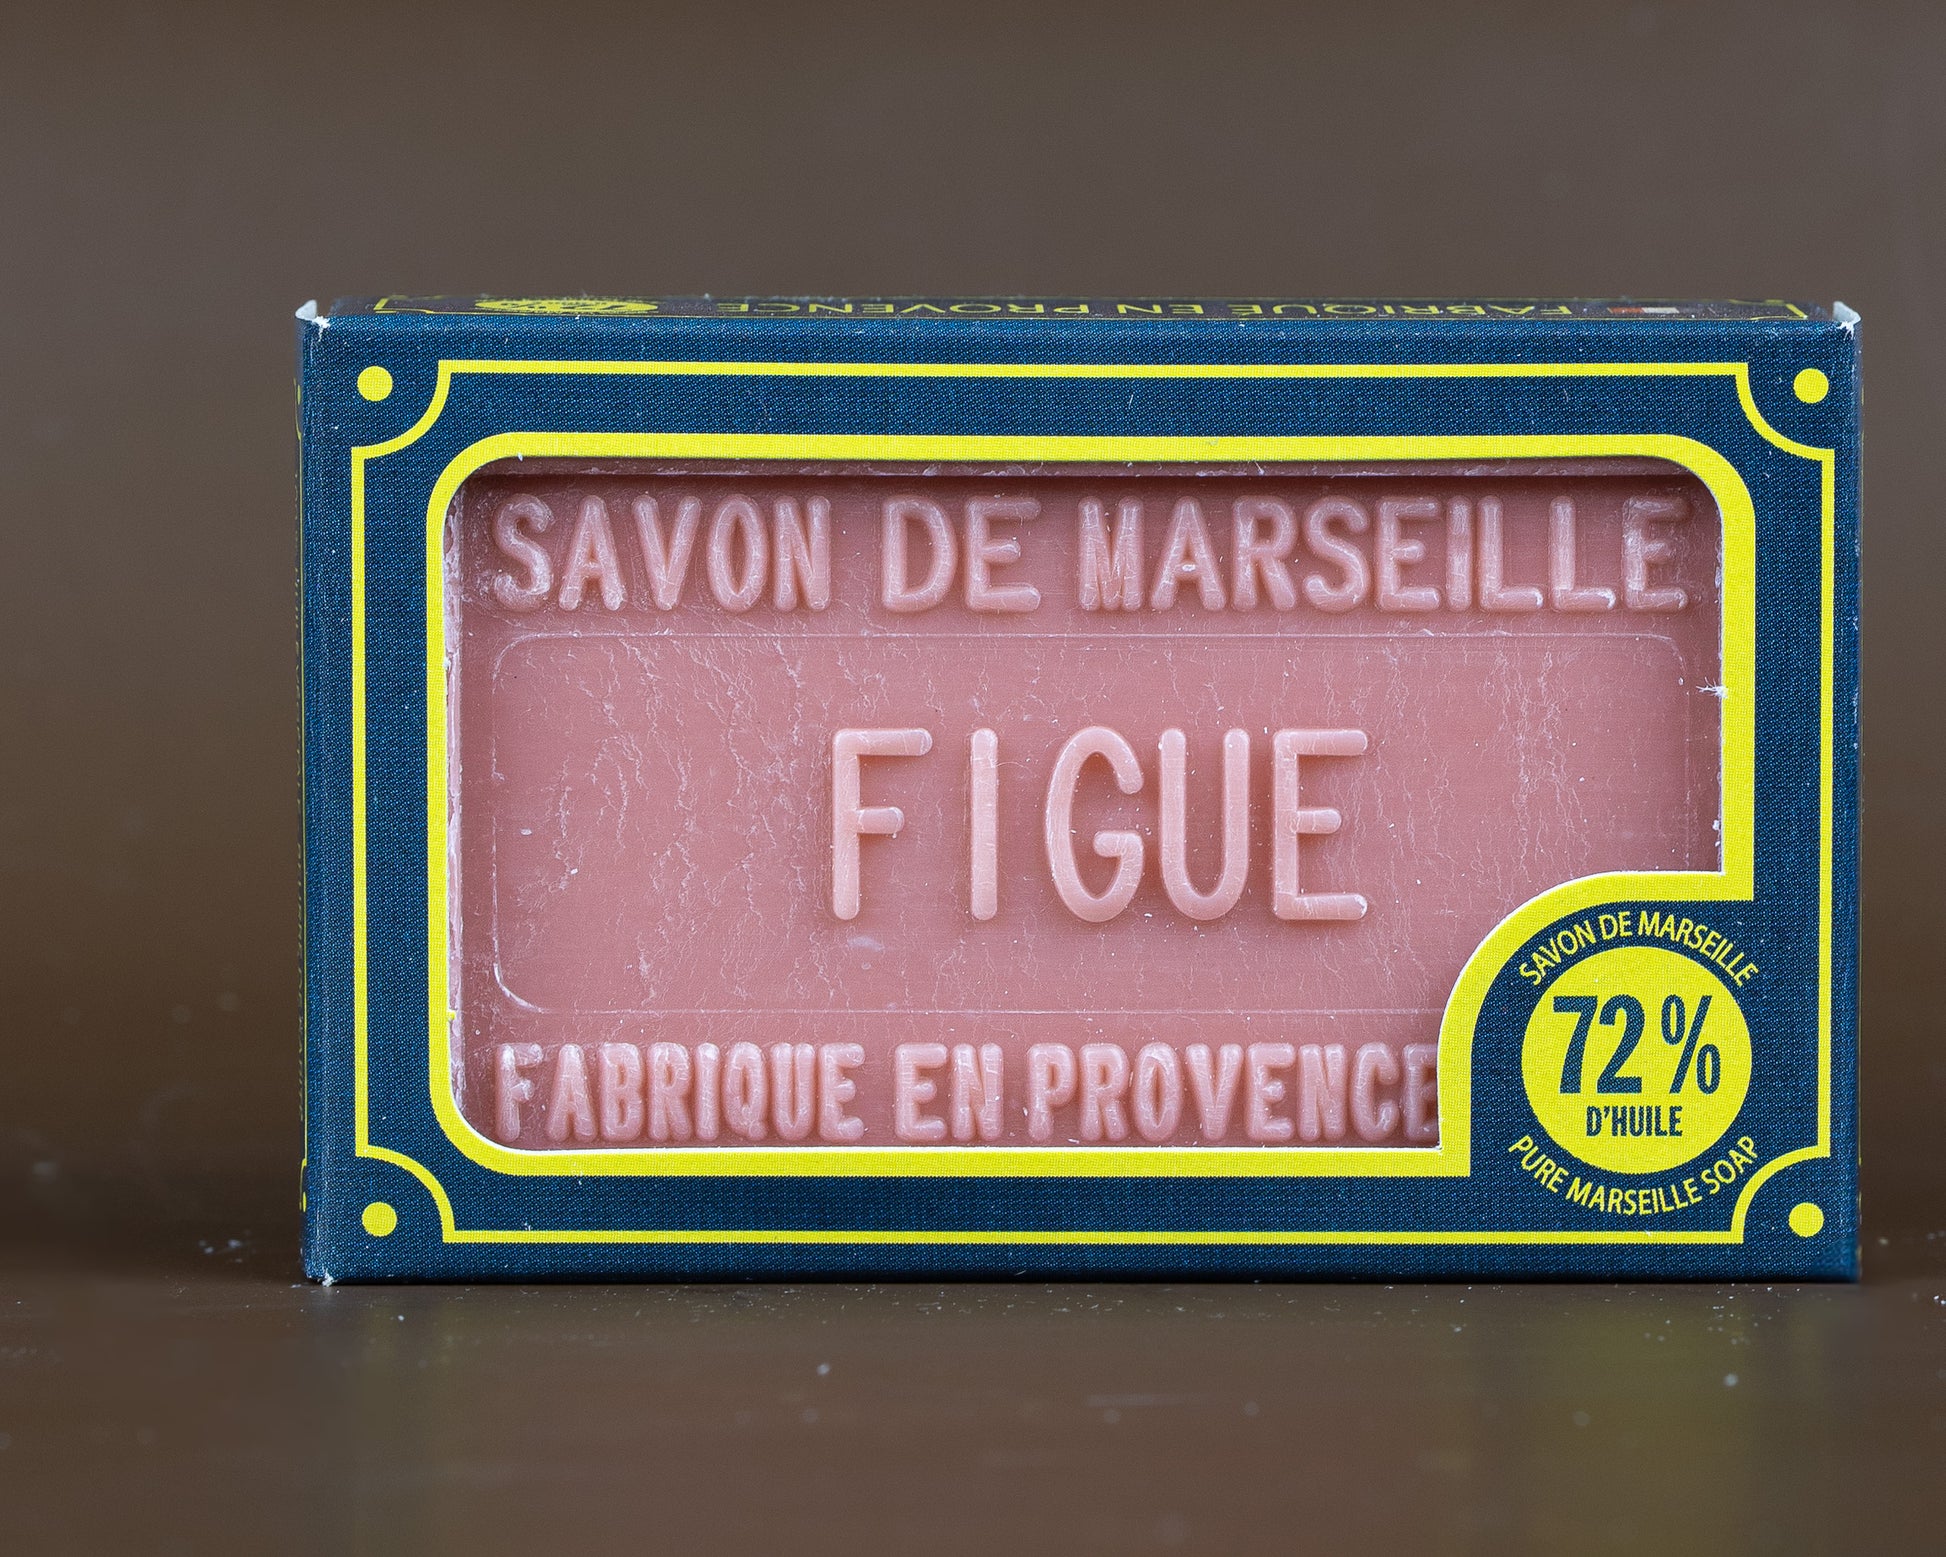 FABRIQUÉ EN PROVENCE
SAVON DE MARSEILLE
FIGUE
FABRIQUE EN PROVENCE
SAVON DE MARSEILLE
72 %
D'HUILE
PURE MARSEILLE SOAP